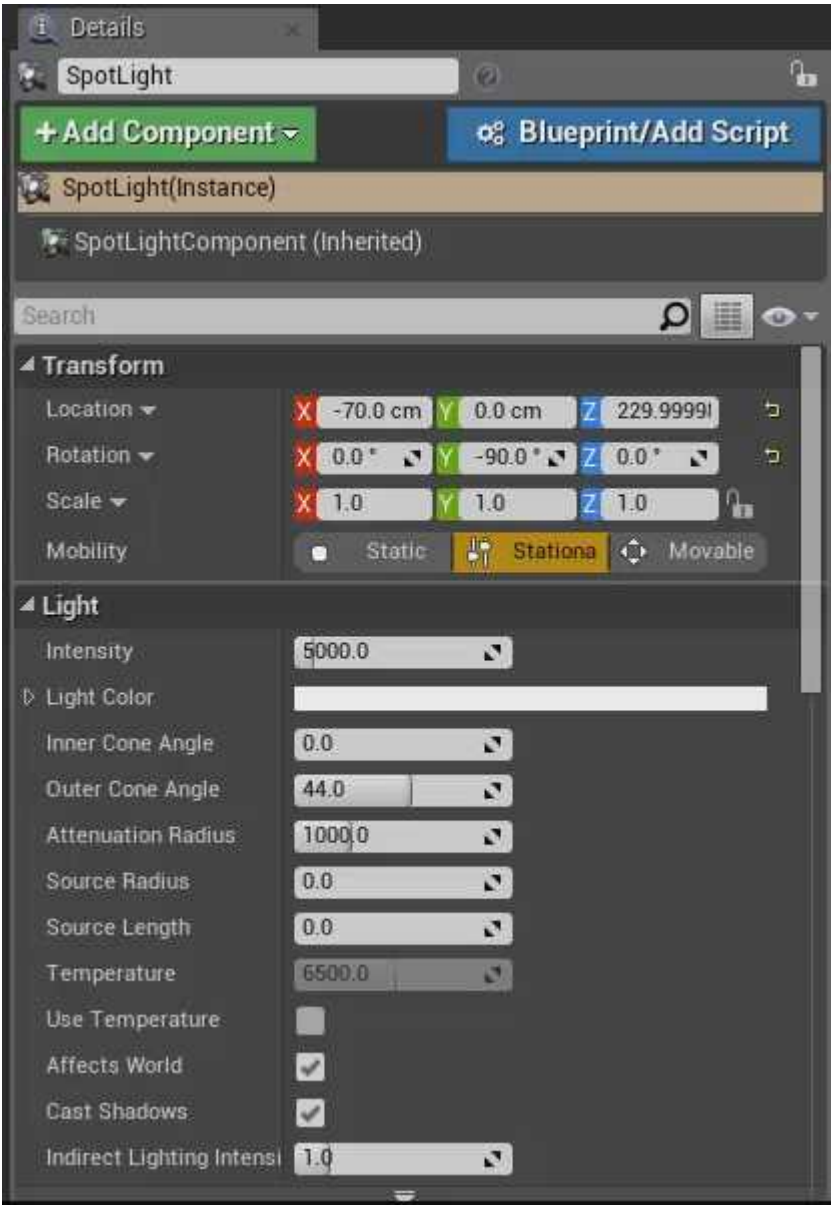 Details
SpotLight
+ Add Component
Blueprint/Add Script
SpotLight(Instance)
SpotLightComponent (Inherited)
Search
Transform
Location X -70.0 cm Y 0.0 cm Z 229.99998
Rotation X 0.0 ° Y -90.0 ° Z 0.0 °
Scale X 1.0 Y 1.0 Z 1.0
Mobility Static Stationa Movable
Light
Intensity 5000.0
Light Color
Inner Cone Angle 0.0
Outer Cone Angle 44.0
Attenuation Radius 1000.0
Source Radius 0.0
Source Length 0.0
Temperature 6500.0
Use Temperature
Affects World
Cast Shadows
Indirect Lighting Intensi 1.0